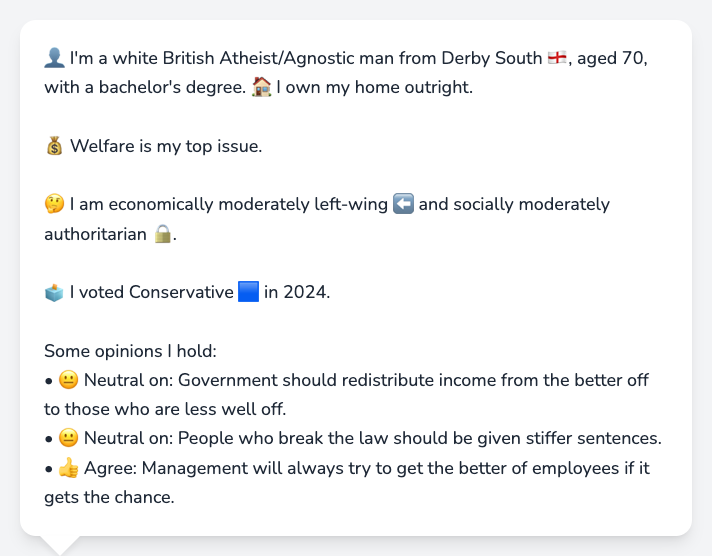 👤 I'm a white British Atheist/Agnostic man from Derby South 🏴󠁧󠁢󠁥󠁮󠁧󠁿, aged 70,
with a bachelor's degree. 🏠 I own my home outright.
💰 Welfare is my top issue.
🤔 I am economically moderately left-wing ⬅️ and socially moderately
authoritarian 🔒.
🗳️ I voted Conservative 🟦 in 2024.
Some opinions I hold:
• 😐 Neutral on: Government should redistribute income from the better off
to those who are less well off.
• 😐 Neutral on: People who break the law should be given stiffer sentences.
• 👍 Agree: Management will always try to get the better of employees if it
gets the chance.